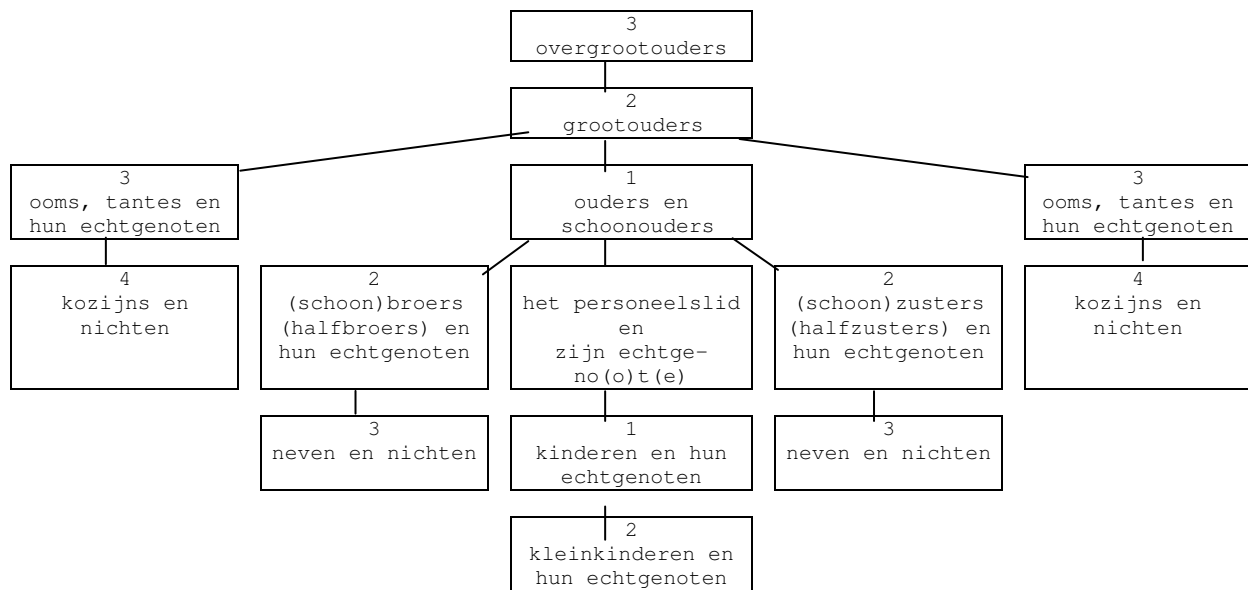 3
overgrootouders
2
grootouders
3
ooms, tantes en
hun echtgenoten
1
ouders en
schoonouders
3
ooms, tantes en
hun echtgenoten
4
kozijns en
nichten
2
(schoon)broers
(halfbroers) en
hun echtgenoten
het personeelslid
en
zijn echtge-
no(o)t(e)
2
(schoon)zusters
(halfzusters) en
hun echtgenoten
4
kozijns en
nichten
3
neven en nichten
1
kinderen en hun
echtgenoten
3
neven en nichten
2
kleinkinderen en
hun echtgenoten